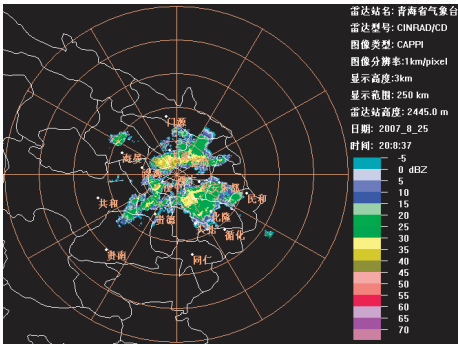 雷达站名: 青海省气象台
雷达型号: CINRAD/CD
图像类型: CAPPI
图像分辨率:1km/pixel
显示高度:3km
显示范围: 250 km
雷达站高度: 2445.0 m
日期: 2007_8_25
时间: 20:8:37
-5
0 dBZ
5
10
15
20
25
30
35
40
45
50
55
60
65
70
门源
海晏
共和
民和
贵德
化隆
循化
贵南
同仁